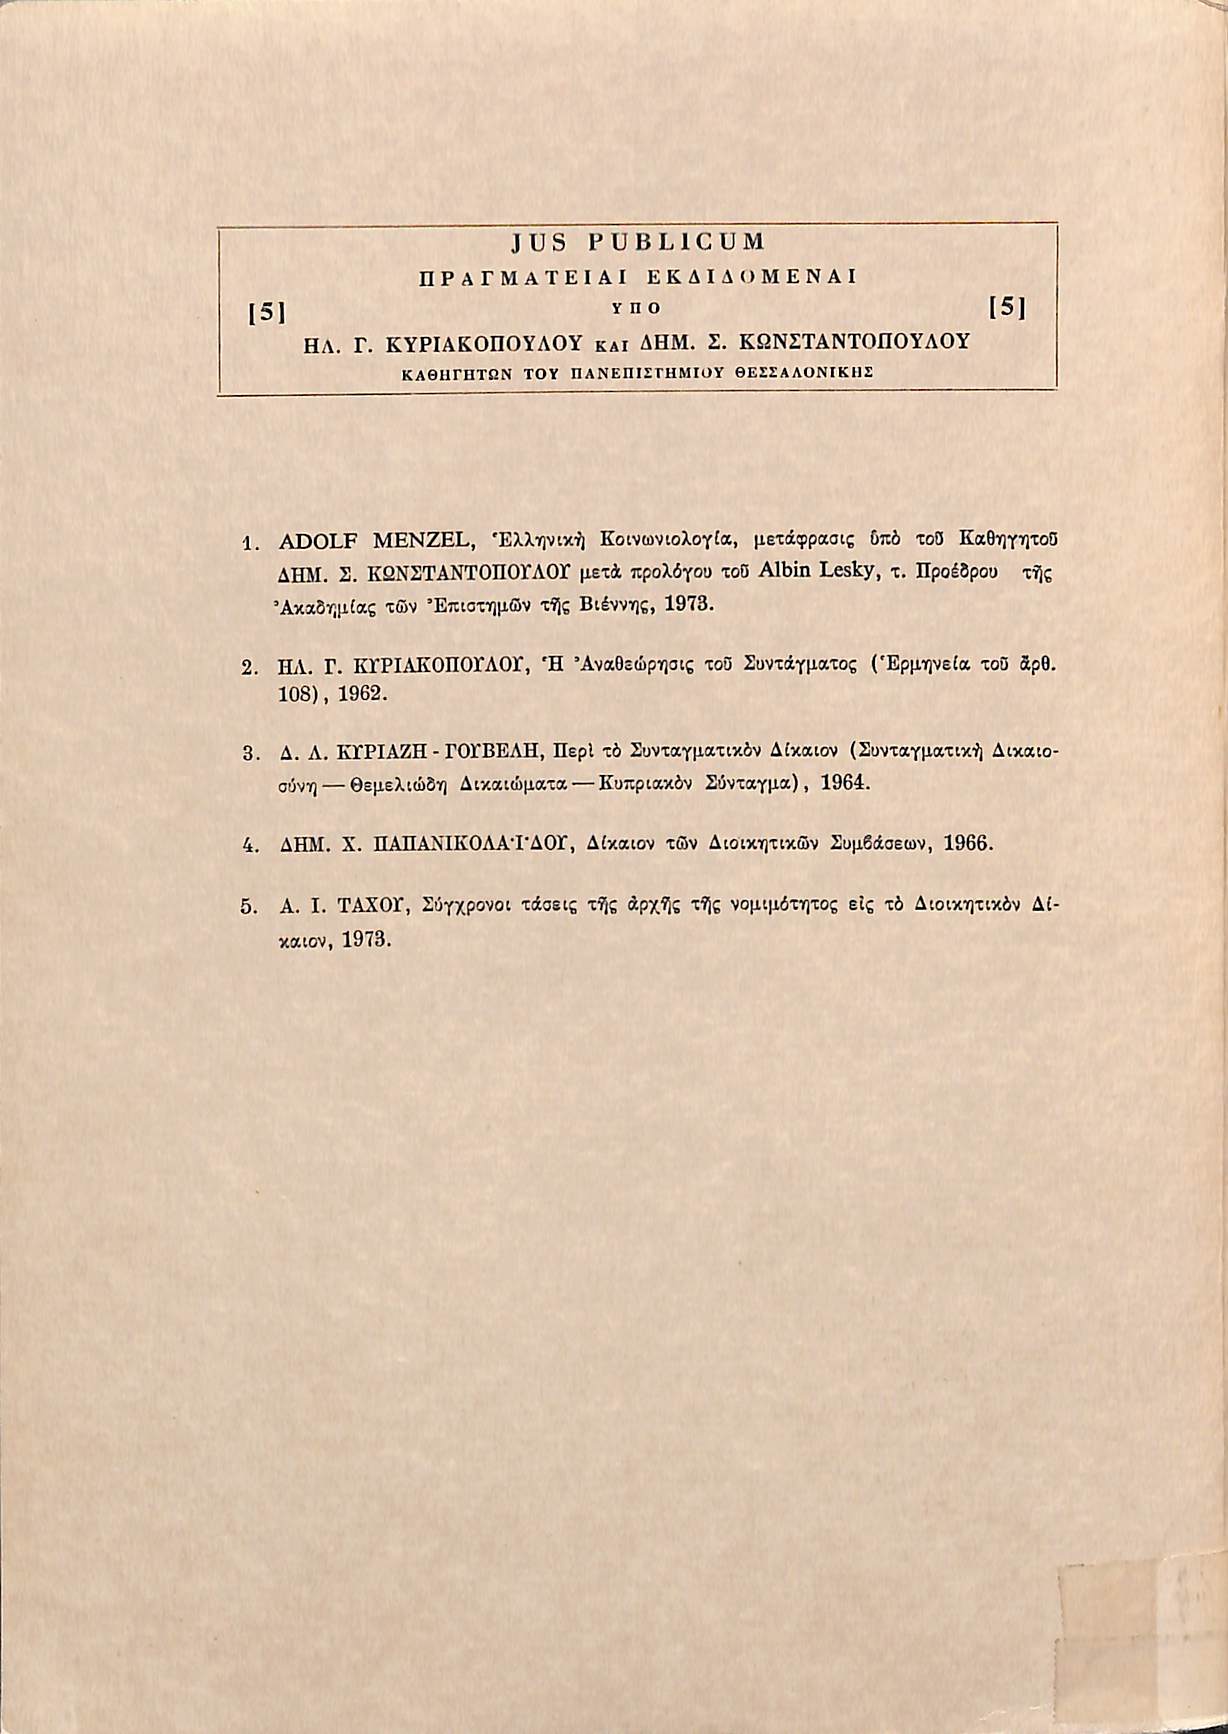 JUS PUBLICUM
ΠΡΑΓΜΑΤΕΙΑΙ ΕΚΔΙΔΟΜΕΝΑΙ
[5] ΥΠΟ [5]
ΗΛ. Γ. ΚΥΡΙΑΚΟΠΟΥΛΟΥ ΚΑΙ ΔΗΜ. Σ. ΚΩΝΣΤΑΝΤΟΠΟΥΛΟΥ
ΚΑΘΗΓΗΤΩΝ ΤΟΥ ΠΑΝΕΠΙΣΤΗΜΙΟΥ ΘΕΣΣΑΛΟΝΙΚΗΣ
1. ADOLF MENZEL, Ἑλληνικὴ Κοινωνιολογία, μετάφρασις ὑπὸ τοῦ Καθηγητοῦ
ΔΗΜ. Σ. ΚΩΝΣΤΑΝΤΟΠΟΥΛΟΥ μετὰ προλόγου τοῦ Albin Lesky, τ. Προέδρου τῆς
Ἀκαδημίας τῶν Ἐπιστημῶν τῆς Βιέννης, 1973.
2. ΗΛ. Γ. ΚΥΡΙΑΚΟΠΟΥΛΟΥ, Ἡ Ἀναθεώρησις τοῦ Συντάγματος (Ἑρμηνεία τοῦ ἄρθ.
108), 1962.
3. Δ. Λ. ΚΥΡΙΑΖΗ - ΓΟΥΒΕΛΗ, Περὶ τὸ Συνταγματικὸν Δίκαιον (Συνταγματικὴ Δικαιο-
σύνη — Θεμελιώδη Δικαιώματα — Κυπριακὸν Σύνταγμα), 1964.
4. ΔΗΜ. Χ. ΠΑΠΑΝΙΚΟΛΑ·Ι·ΔΟΥ, Δίκαιον τῶν Διοικητικῶν Συμβάσεων, 1966.
5. Α. Ι. ΤΑΧΟΥ, Σύγχρονοι τάσεις τῆς ἀρχῆς τῆς νομιμότητος εἰς τὸ Διοικητικὸν Δί-
καιον, 1973.